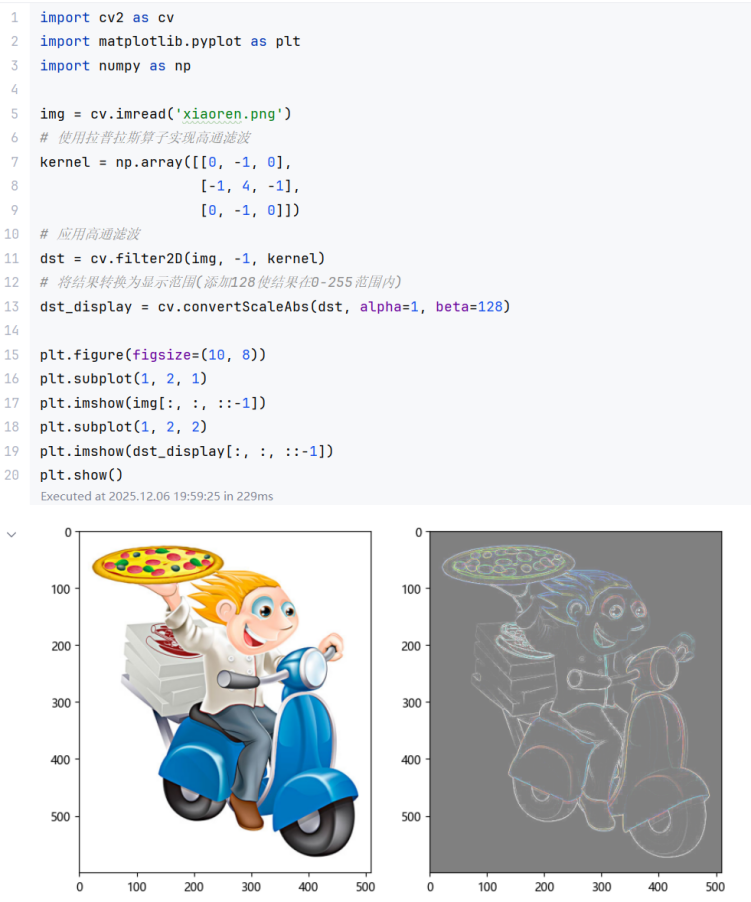 1 import cv2 as cv
2 import matplotlib.pyplot as plt
3 import numpy as np
4
5 img = cv.imread('xiaoren.png')
6 # 使用拉普拉斯算子实现高通滤波
7 kernel = np.array([[0, -1, 0],
8 [-1, 4, -1],
9 [0, -1, 0]])
10 # 应用高通滤波
11 dst = cv.filter2D(img, -1, kernel)
12 # 将结果转换为显示范围(添加128使结果在0-255范围内)
13 dst_display = cv.convertScaleAbs(dst, alpha=1, beta=128)
14
15 plt.figure(figsize=(10, 8))
16 plt.subplot(1, 2, 1)
17 plt.imshow(img[:, :, ::-1])
18 plt.subplot(1, 2, 2)
19 plt.imshow(dst_display[:, :, ::-1])
20 plt.show()
Executed at 2025.12.06 19:59:25 in 229ms
0
100
200
300
400
500
0 100 200 300 400 500
0
100
200
300
400
500
0 100 200 300 400 500